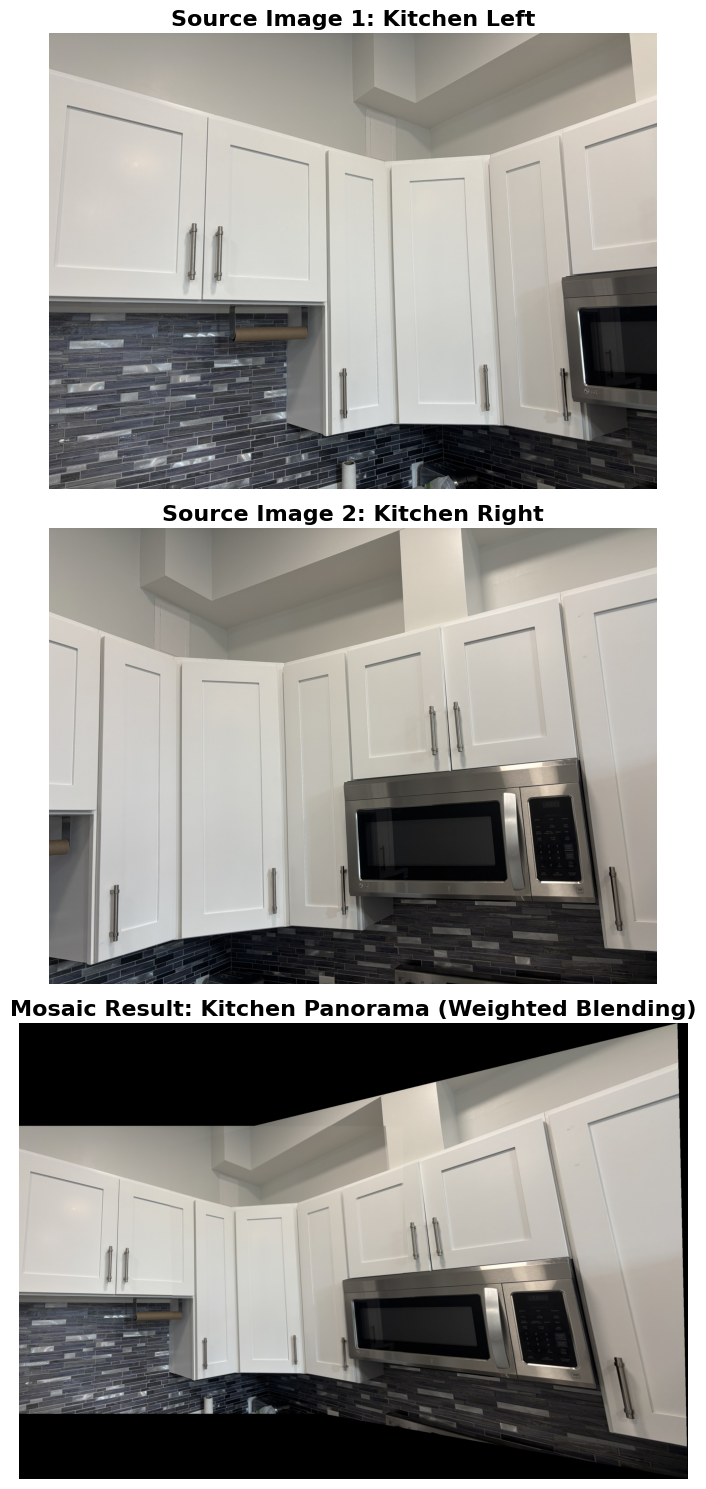 Source Image 1: Kitchen Left
Source Image 2: Kitchen Right
Mosaic Result: Kitchen Panorama (Weighted Blending)